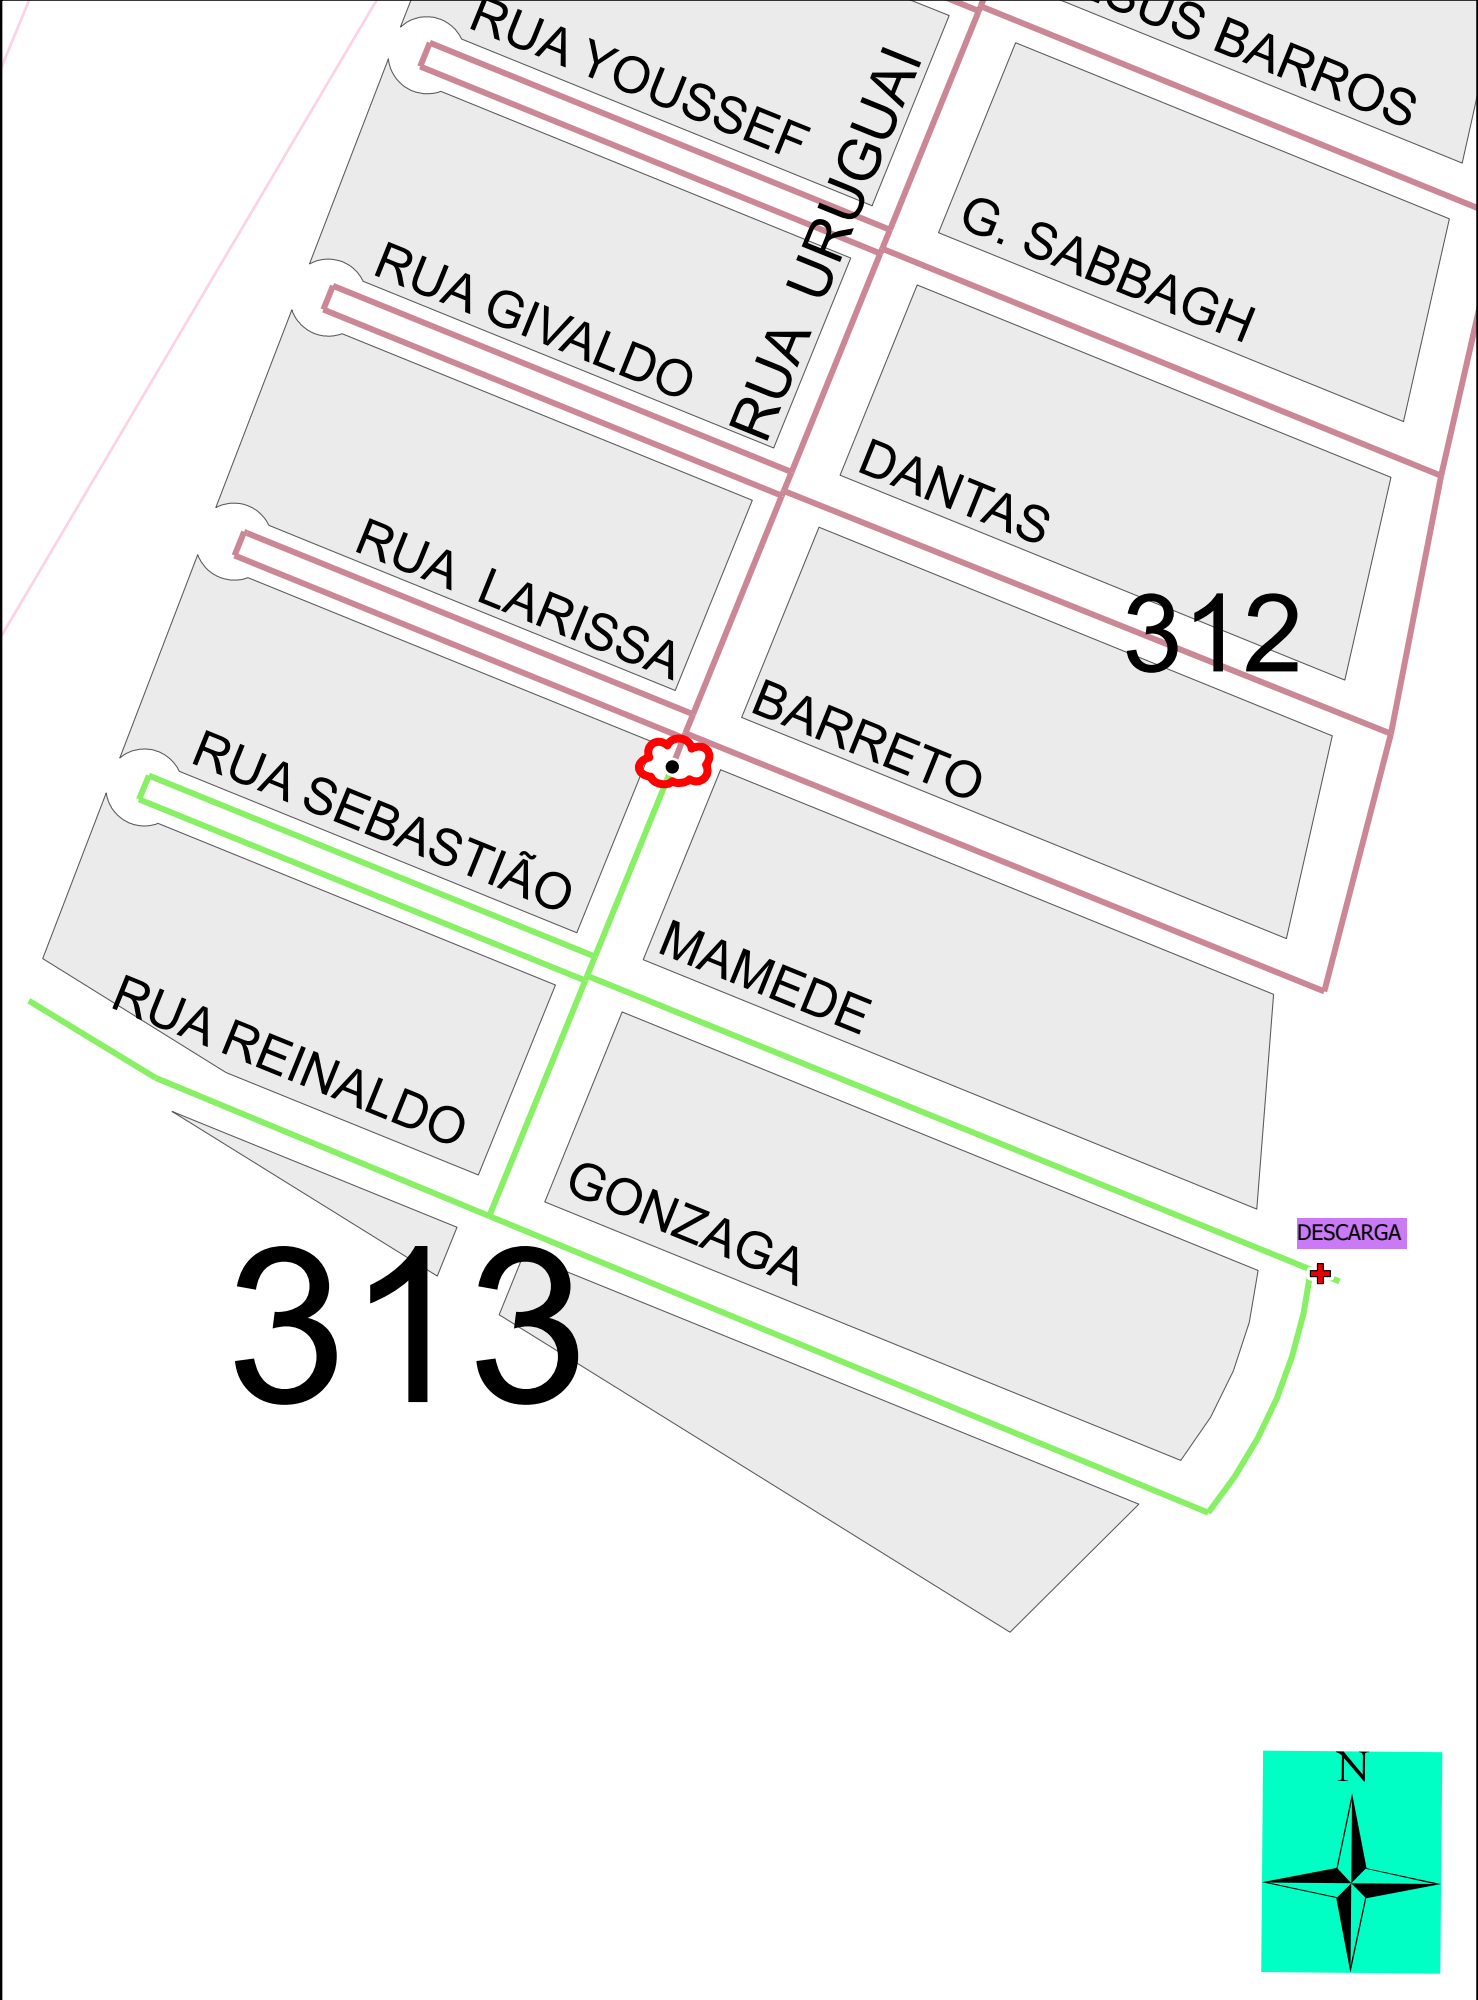 RUA YOUSSEF
G. SABBAGH
RUA URUGUAI
BARROS
RUA GIVALDO
DANTAS
312
RUA LARISSA
BARRETO
RUA SEBASTIÃO
MAMEDE
RUA REINALDO
GONZAGA
DESCARGA
313
N